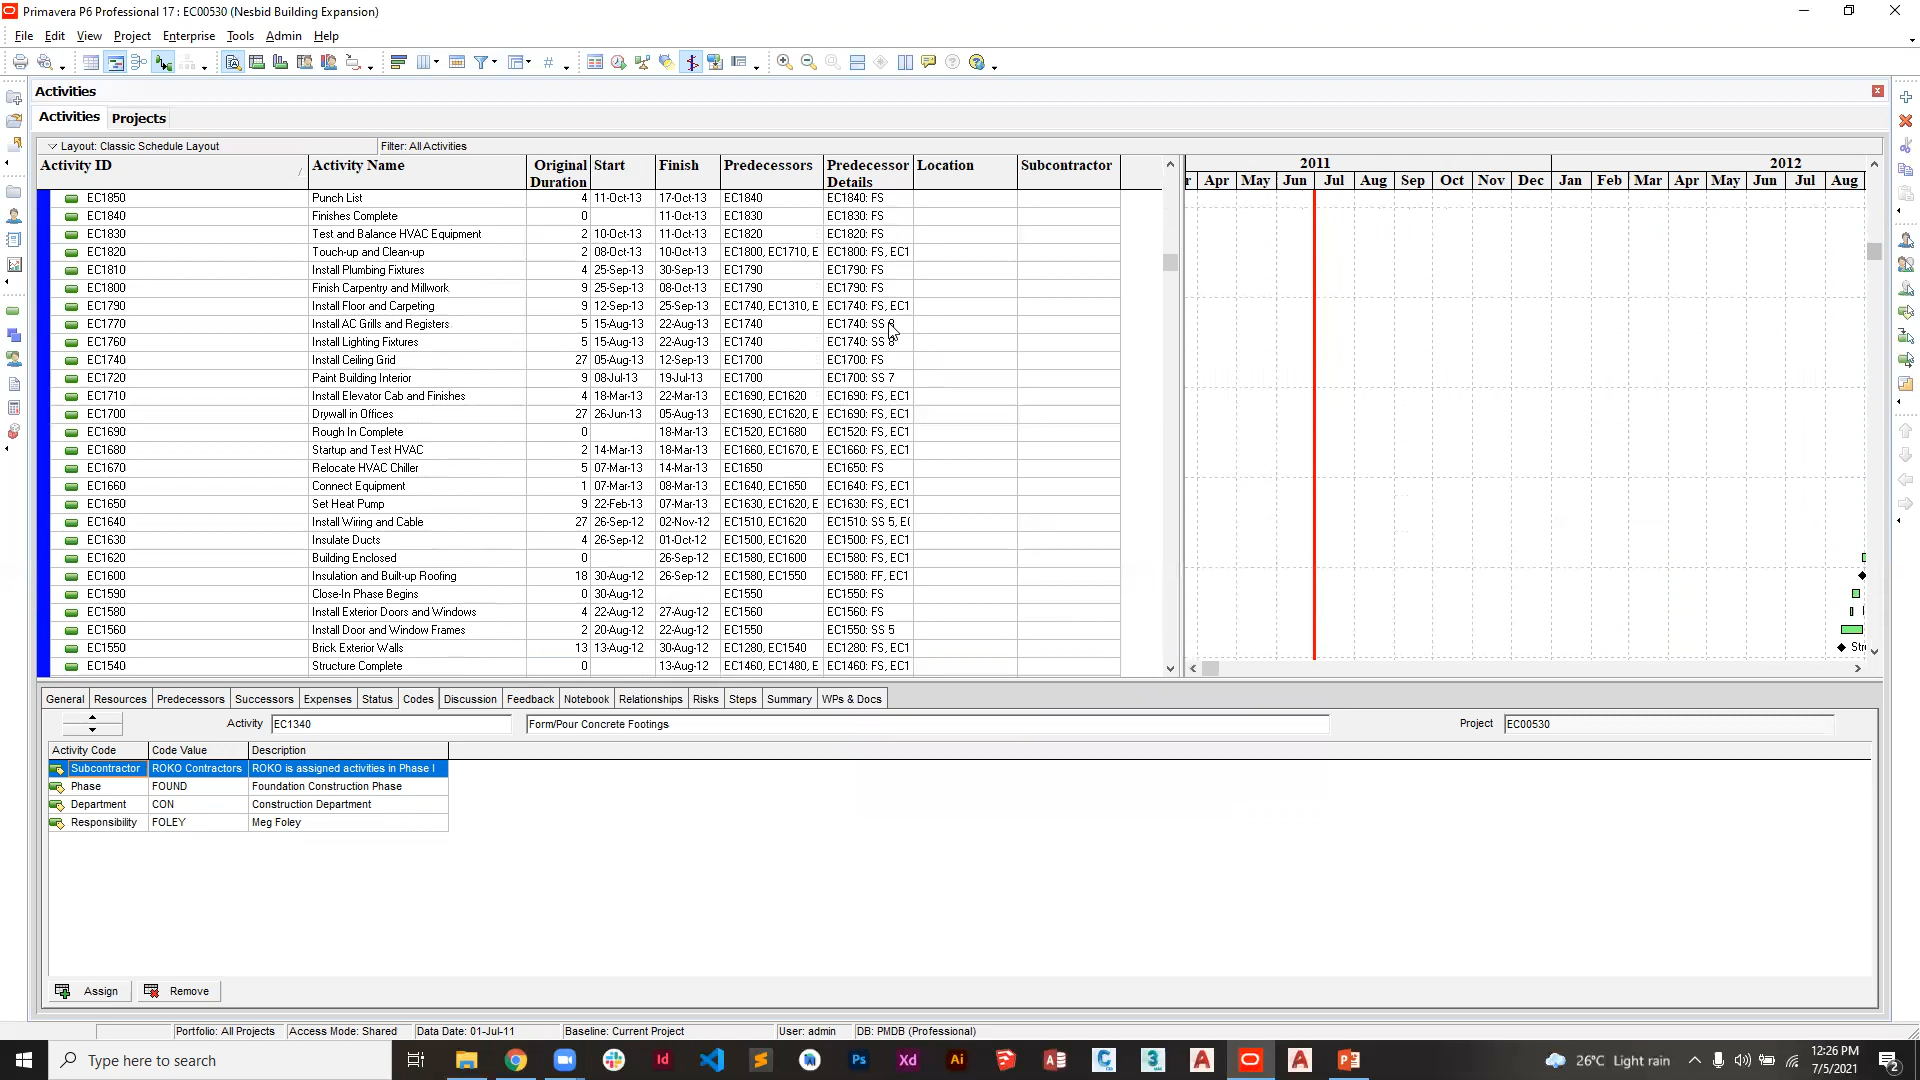 Primavera P6 Professional 17 : EC00530 (Nesbid Building Expansion)
File Edit View Project Enterprise Tools Admin Help
Activities
Activities Projects
Layout: Classic Schedule Layout Filter: All Activities
Activity ID Activity Name Original Duration Start Finish Predecessors Predecessor Details Location Subcontractor
2011 2012
r Apr May Jun Jul Aug Sep Oct Nov Dec Jan Feb Mar Apr May Jun Jul Aug
EC1850 Punch List 4 11-Oct-13 17-Oct-13 EC1840 EC1840: FS
EC1840 Finishes Complete 0 11-Oct-13 EC1830 EC1830: FS
EC1830 Test and Balance HVAC Equipment 2 10-Oct-13 11-Oct-13 EC1820 EC1820: FS
EC1820 Touch-up and Clean-up 2 08-Oct-13 10-Oct-13 EC1800, EC1710, E EC1800: FS, EC1
EC1810 Install Plumbing Fixtures 4 25-Sep-13 30-Sep-13 EC1790 EC1790: FS
EC1800 Finish Carpentry and Millwork 9 25-Sep-13 08-Oct-13 EC1790 EC1790: FS
EC1790 Install Floor and Carpeting 9 12-Sep-13 25-Sep-13 EC1740, EC1310, E EC1740: FS, EC1
EC1770 Install AC Grills and Registers 5 15-Aug-13 22-Aug-13 EC1740 EC1740: SS
EC1760 Install Lighting Fixtures 5 15-Aug-13 22-Aug-13 EC1740 EC1740: SS
EC1740 Install Ceiling Grid 27 05-Aug-13 12-Sep-13 EC1700 EC1700: FS
EC1720 Paint Building Interior 9 08-Jul-13 19-Jul-13 EC1700 EC1700: SS 7
EC1710 Install Elevator Cab and Finishes 4 18-Mar-13 22-Mar-13 EC1690, EC1620 EC1690: FS, EC1
EC1700 Drywall in Offices 27 26-Jun-13 05-Aug-13 EC1690, EC1620, E EC1690: FS, EC1
EC1690 Rough In Complete 0 18-Mar-13 EC1520, EC1680 EC1520: FS, EC1
EC1680 Startup and Test HVAC 2 14-Mar-13 18-Mar-13 EC1660, EC1670, E EC1660: FS, EC1
EC1670 Relocate HVAC Chiller 5 07-Mar-13 14-Mar-13 EC1650 EC1650: FS
EC1660 Connect Equipment 1 07-Mar-13 08-Mar-13 EC1640, EC1650 EC1640: FS, EC1
EC1650 Set Heat Pump 9 22-Feb-13 07-Mar-13 EC1630, EC1620, E EC1630: FS, EC1
EC1640 Install Wiring and Cable 27 26-Sep-12 02-Nov-12 EC1510, EC1620 EC1510: SS 5, E
EC1630 Insulate Ducts 4 26-Sep-12 01-Oct-12 EC1500, EC1620 EC1500: FS, EC1
EC1620 Building Enclosed 0 26-Sep-12 EC1580, EC1600 EC1580: FS, EC1
EC1600 Insulation and Built-up Roofing 18 30-Aug-12 26-Sep-12 EC1580, EC1550 EC1580: FF, EC1
EC1590 Close-In Phase Begins 0 30-Aug-12 EC1550 EC1550: FS
EC1580 Install Exterior Doors and Windows 4 22-Aug-12 27-Aug-12 EC1560 EC1560: FS
EC1560 Install Door and Window Frames 2 20-Aug-12 22-Aug-12 EC1550 EC1550: SS 5
EC1550 Brick Exterior Walls 13 13-Aug-12 30-Aug-12 EC1280, EC1540 EC1280: FS, EC1 Str
EC1540 Structure Complete 0 13-Aug-12 EC1460, EC1480, E EC1460: FS, EC1
General Resources Predecessors Successors Expenses Status Codes Discussion Feedback Notebook Relationships Risks Steps Summary WPs & Docs
Activity EC1340 Form/Pour Concrete Footings Project EC00530
Activity Code Code Value Description
Subcontractor ROKO Contractors ROKO is assigned activities in Phase I
Phase FOUND Foundation Construction Phase
Department CON Construction Department
Responsibility FOLEY Meg Foley
Assign Remove
Portfolio: All Projects Access Mode: Shared Data Date: 01-Jul-11 Baseline: Current Project User: admin DB: PMDB (Professional)
Type here to search 26°C Light rain 12:26 PM
7/5/2021 2